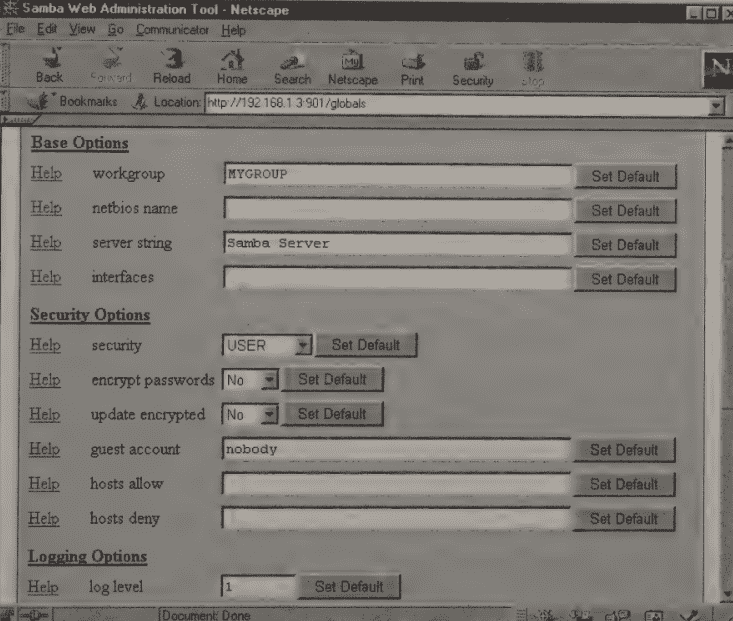 Samba Web Administration Tool - Netscape
File Edit View Go Communicator Help
Back Forward Reload Home Search Netscape Print Security Stop
Bookmarks Location: http://192.168.1.3:901/globals
Base Options
Help workgroup MYGROUP Set Default
Help netbios name Set Default
Help server string Samba Server Set Default
Help interfaces Set Default
Security Options
Help security USER Set Default
Help encrypt passwords No Set Default
Help update encrypted No Set Default
Help guest account nobody Set Default
Help hosts allow Set Default
Help hosts deny Set Default
Logging Options
Help log level 1 Set Default
Document: Done